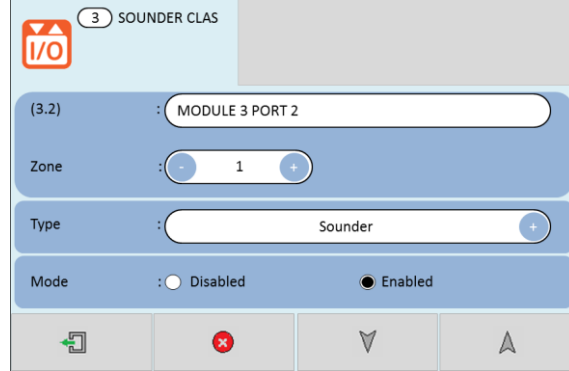 3 SOUNDER CLAS
I/O
(3.2) : MODULE 3 PORT 2
Zone : - 1 +
Type : Sounder +
Mode : Disabled Enabled